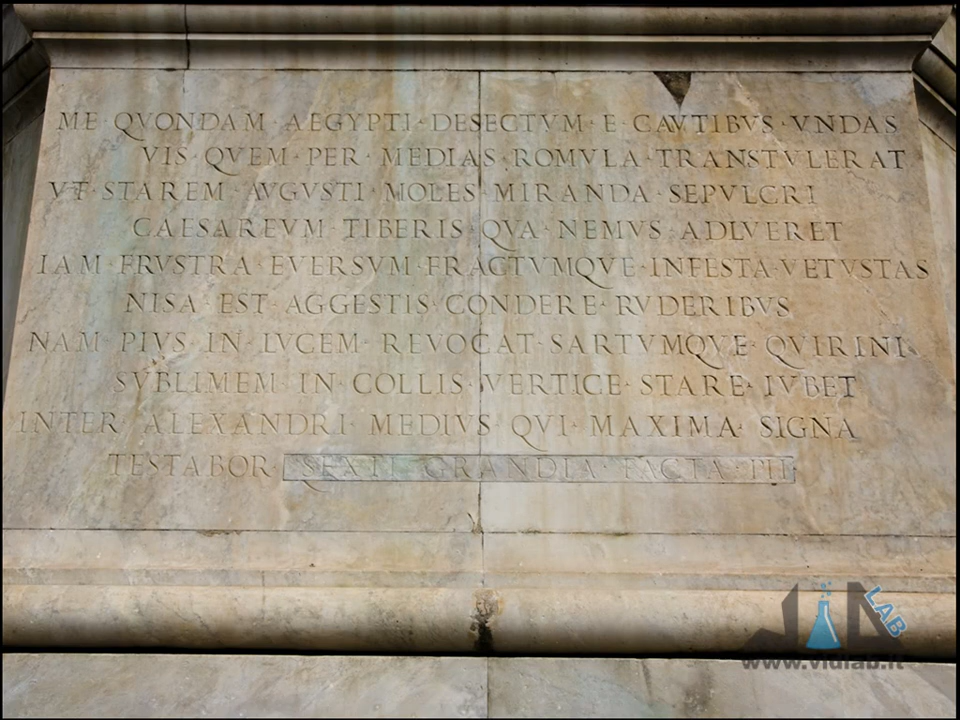 ME · QVONDAM · AEGYPTI · DESECTVM · E · CAVTIBVS · VNDAS
VIS · QVEM · PER · MEDIAS · ROMVLA · TRANSTVLERAT
VT · STAREM · AVGVSTI · MOLES · MIRANDA · SEPVLCRI
CAESAREVM · TIBERIS · QVA · NEMVS · ADLVERET
IAM · FRVSTRA · EVERSVM · FRACTVMQVE · INFESTA · VETVSTAS
NISA · EST · AGGESTIS · CONDERE · RVDERIBVS
NAM · PIVS · IN · LVCEM · REVOCAT · SARTVMQVE · QVIRINI
SVBLIMEM · IN · COLLIS · VERTICE · STARE · IVBET
INTER · ALEXANDRI · MEDIVS · QVI · MAXIMA · SIGNA
TESTABOR · SEXTI · GRANDIA · FACTA · PII
VID LAB
www.vidlab.it